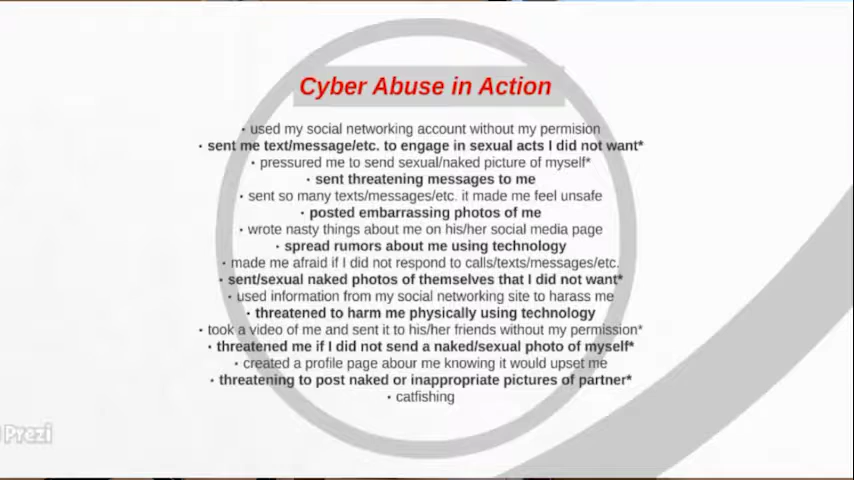 Cyber Abuse in Action
• used my social networking account without my permision
• sent me text/message/etc. to engage in sexual acts I did not want*
• pressured me to send sexual/naked picture of myself*
• sent threatening messages to me
• sent so many texts/messages/etc. it made me feel unsafe
• posted embarrassing photos of me
• wrote nasty things about me on his/her social media page
• spread rumors about me using technology
• made me afraid if I did not respond to calls/texts/messages/etc.
• sent/sexual naked photos of themselves that I did not want*
• used information from my social networking site to harass me
• threatened to harm me physically using technology
• took a video of me and sent it to his/her friends without my permission*
• threatened me if I did not send a naked/sexual photo of myself*
• created a profile page abour me knowing it would upset me
• threatening to post naked or inappropriate pictures of partner*
• catfishing
Prezi